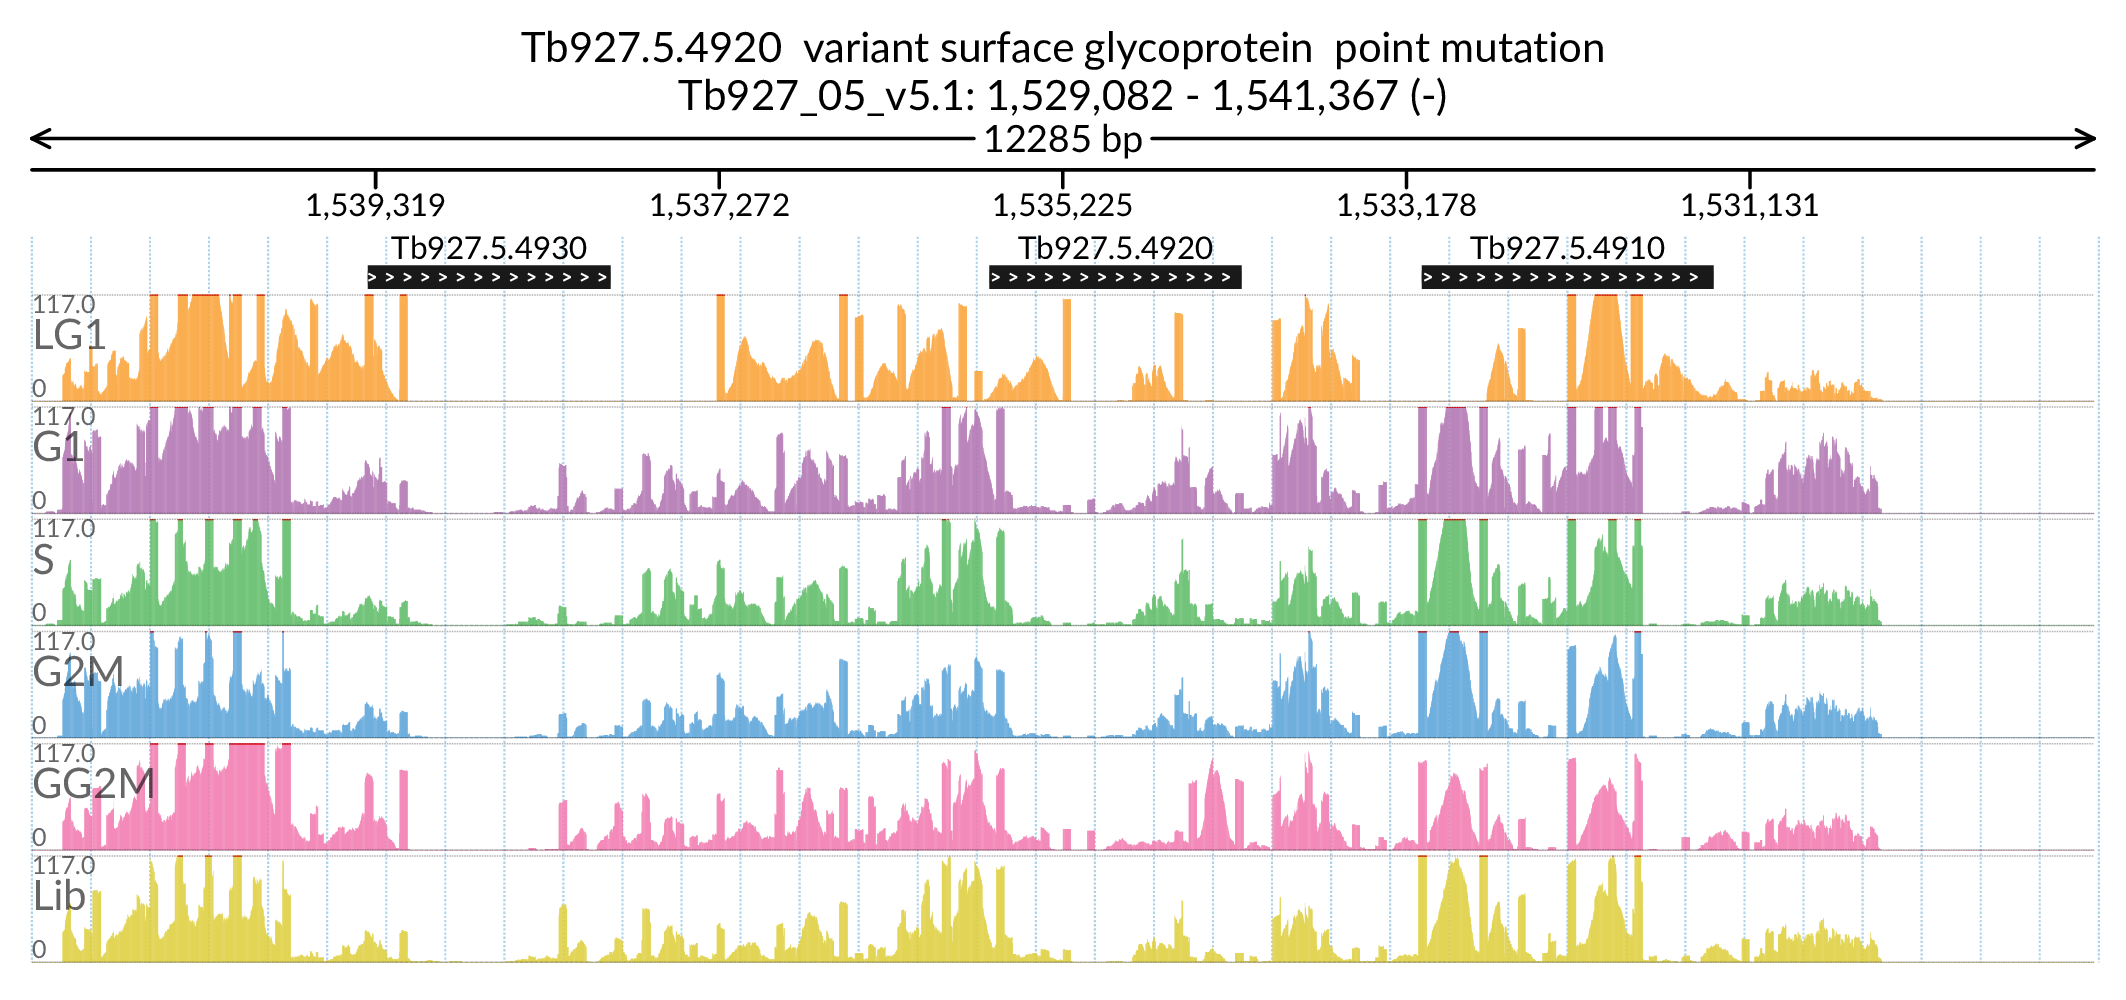 Tb927.5.4920  variant surface glycoprotein  point mutation
Tb927_05_v5.1: 1,529,082 - 1,541,367 (-)
12285 bp
1,539,319 1,537,272 1,535,225 1,533,178 1,531,131
Tb927.5.4930 Tb927.5.4920 Tb927.5.4910
117.0
LG1
0
117.0
G1
0
117.0
S
0
117.0
G2M
0
117.0
GG2M
0
117.0
Lib
0